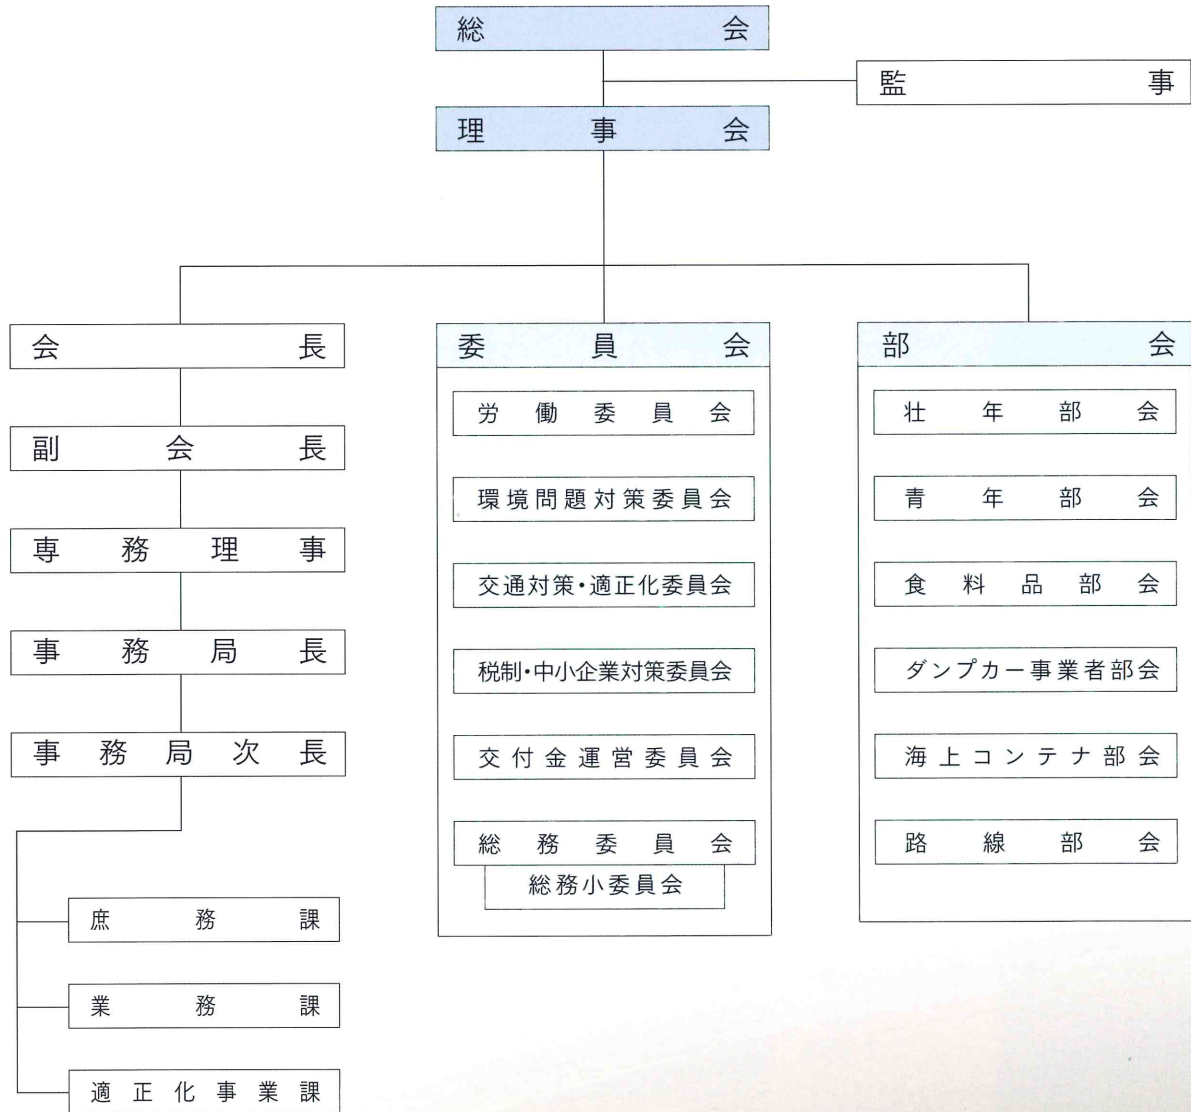 総会
監事
理事会
会長
副会長
専務理事
事務局長
事務局次長
庶務課
業務課
適正化事業課
委員会
労働委員会
環境問題対策委員会
交通対策・適正化委員会
税制・中小企業対策委員会
交付金運営委員会
総務委員会
総務小委員会
部会
壮年部会
青年部会
食料品部会
ダンプカー事業者部会
海上コンテナ部会
路線部会